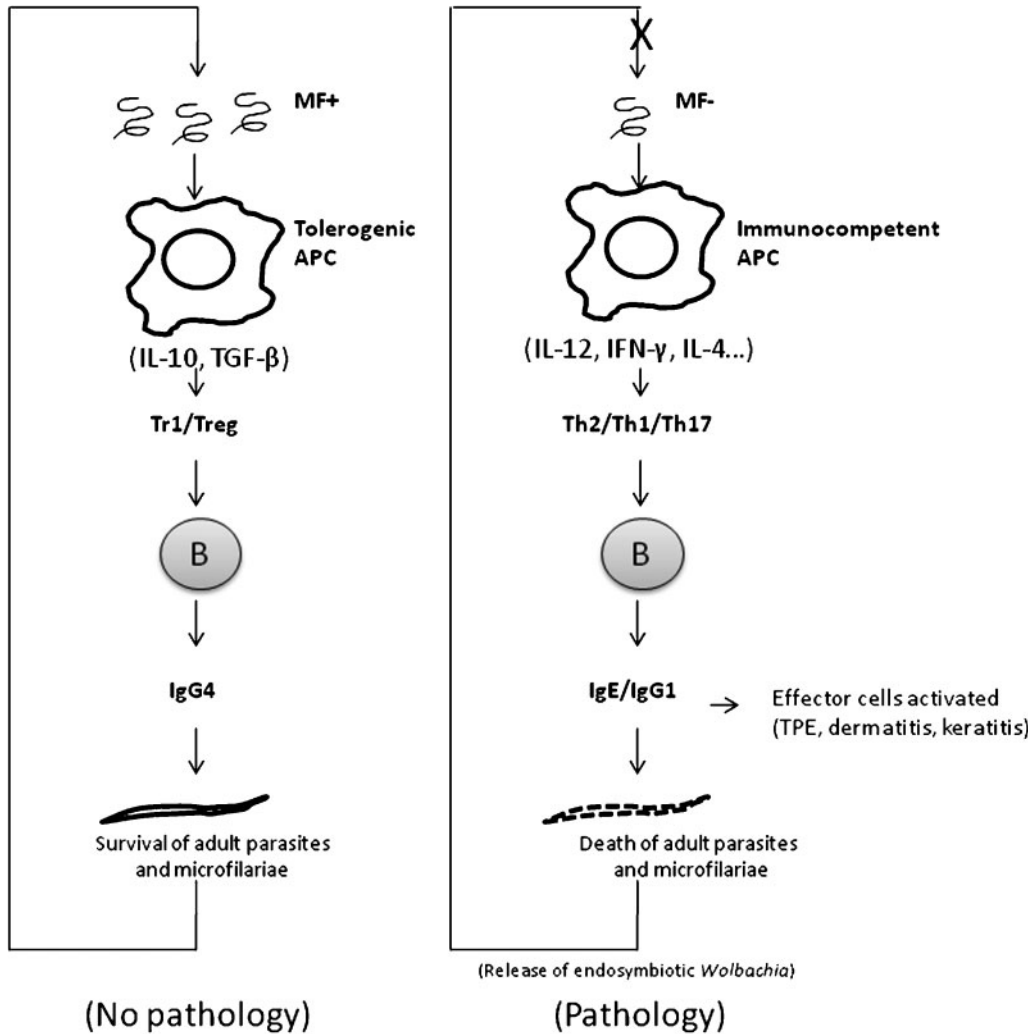 MF+
Tolerogenic
APC
(IL-10, TGF-β)
Tr1/Treg
B
IgG4
Survival of adult parasites
and microfilariae
(No pathology)
X
MF-
Immunocompetent
APC
(IL-12, IFN-γ, IL-4...)
Th2/Th1/Th17
B
IgE/IgG1
Effector cells activated
(TPE, dermatitis, keratitis)
Death of adult parasites
and microfilariae
(Release of endosymbiotic Wolbachia)
(Pathology)